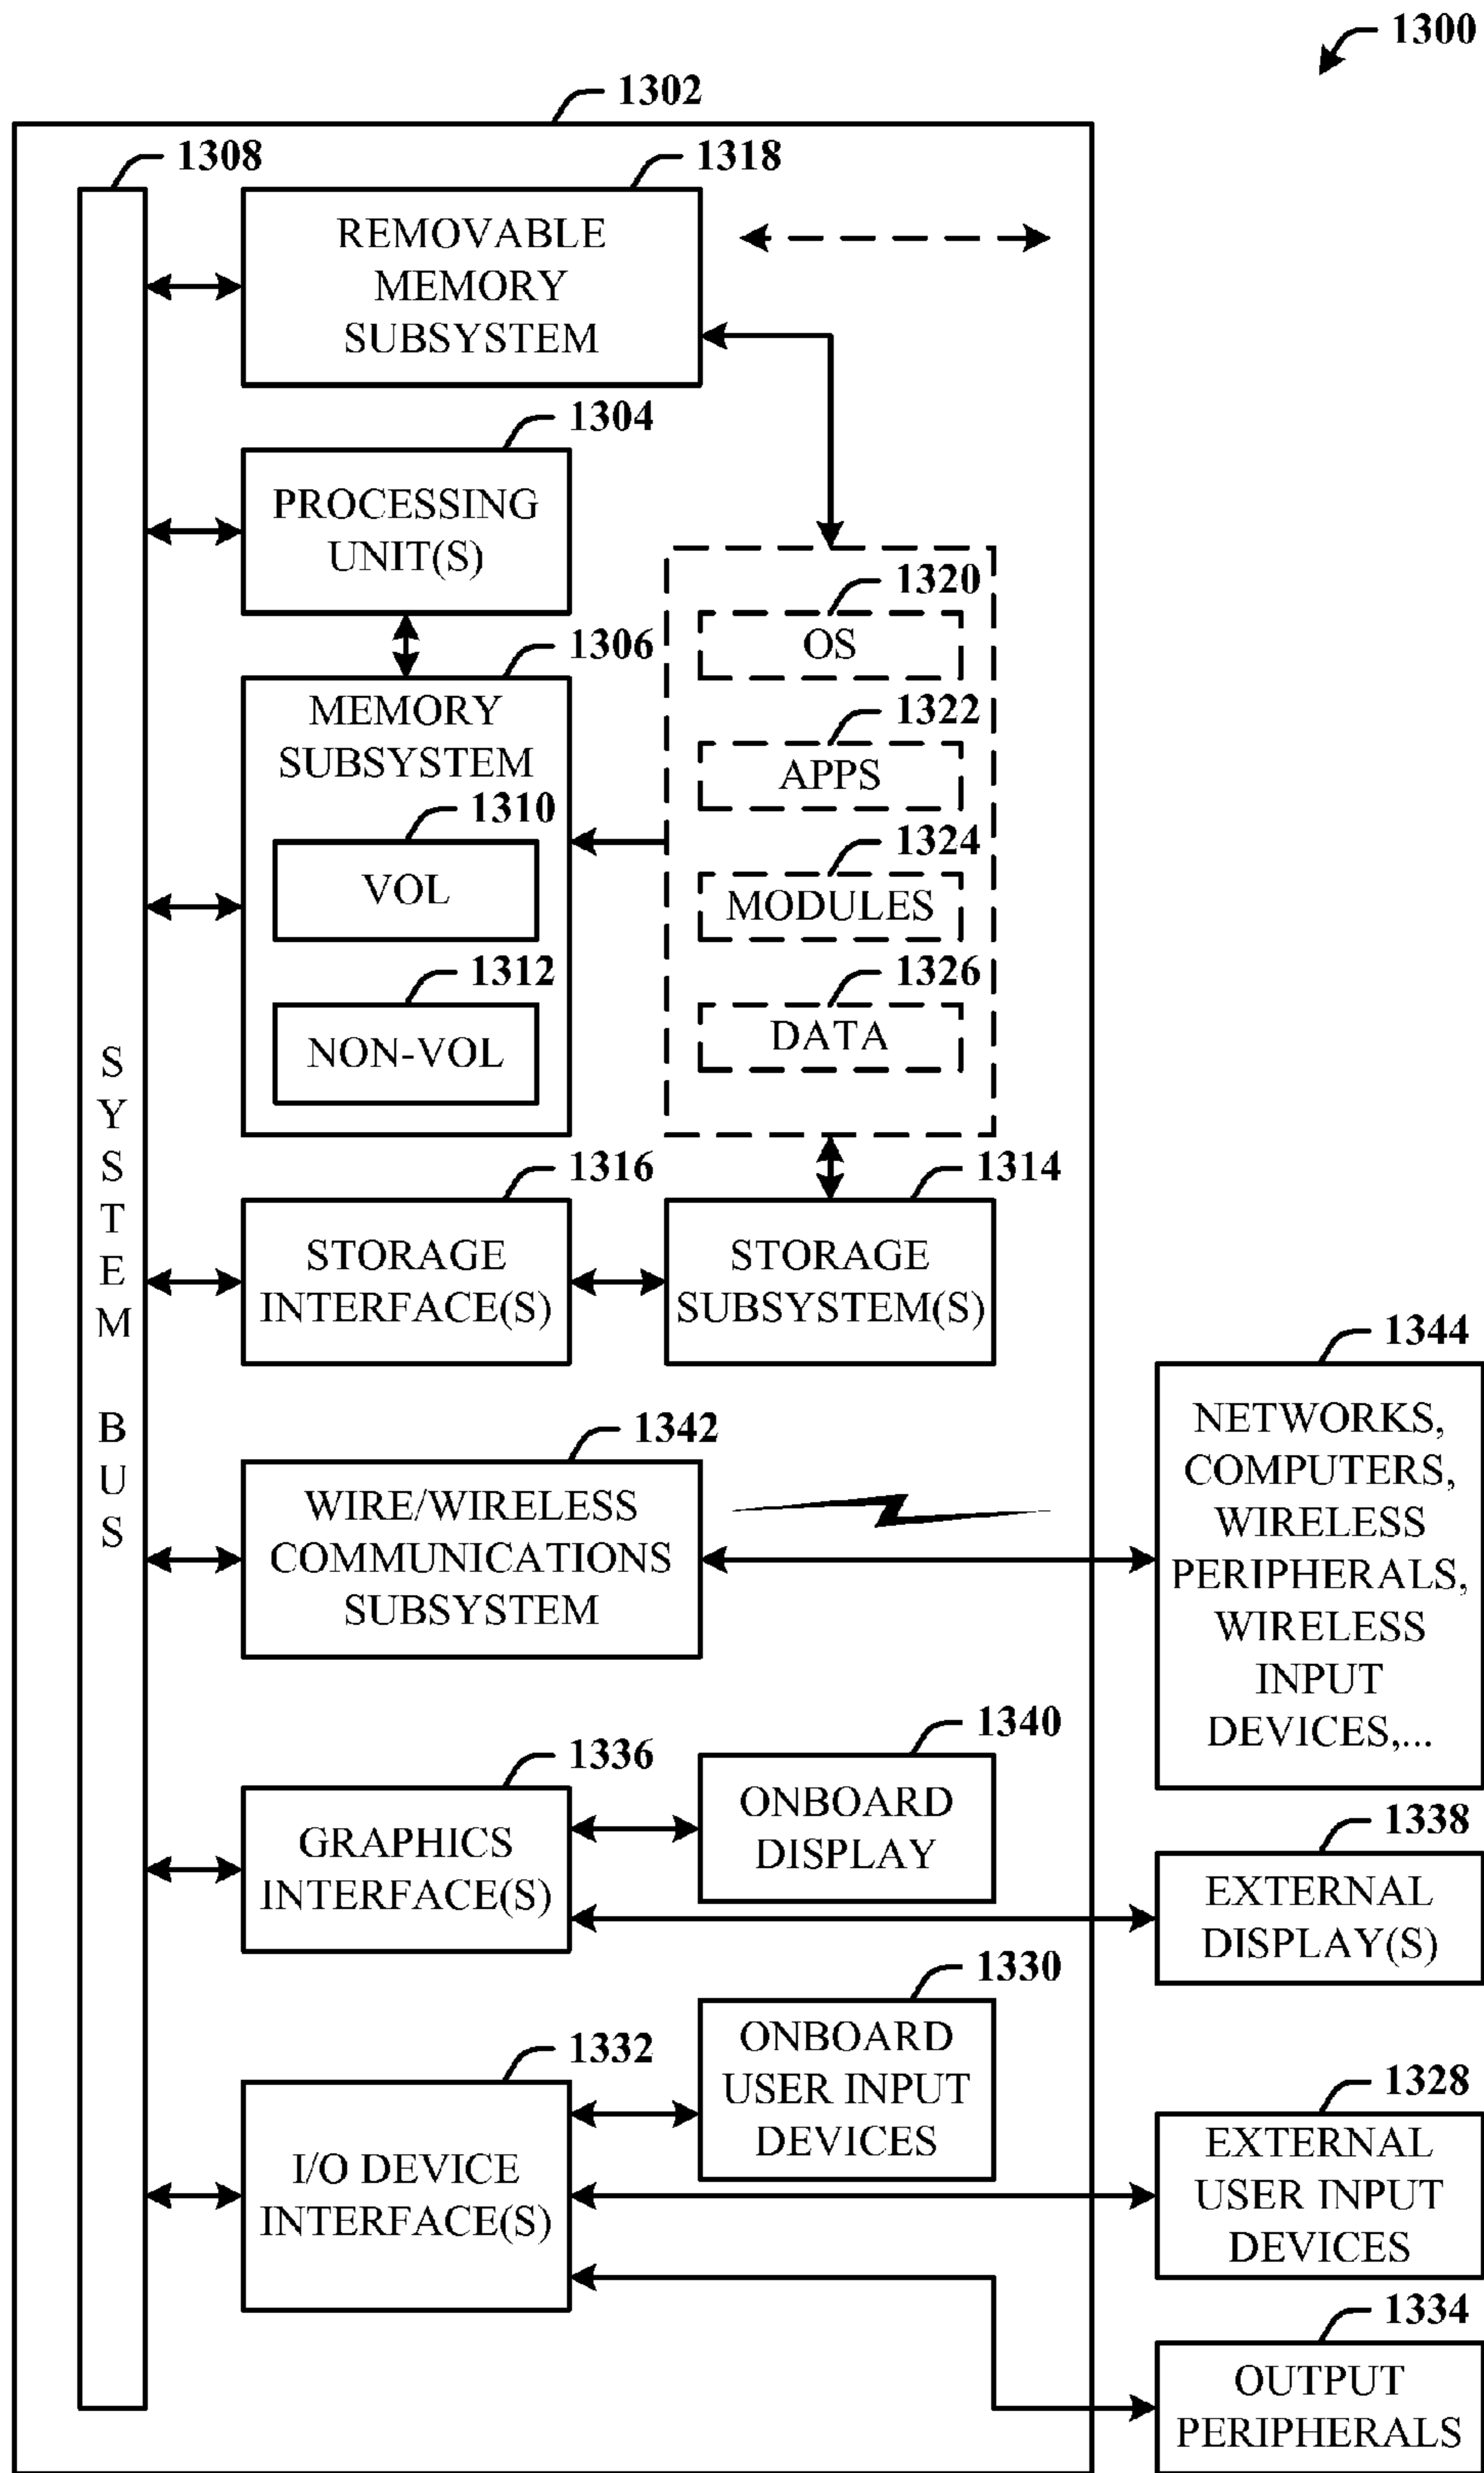 1300
1302
1308
SYSTEM BUS
1318
REMOVABLE
MEMORY
SUBSYSTEM
1304
PROCESSING
UNIT(S)
1306
MEMORY
SUBSYSTEM
1310
VOL
1312
NON-VOL
1320
OS
1322
APPS
1324
MODULES
1326
DATA
1316
STORAGE
INTERFACE(S)
1314
STORAGE
SUBSYSTEM(S)
1342
WIRE/WIRELESS
COMMUNICATIONS
SUBSYSTEM
1344
NETWORKS,
COMPUTERS,
WIRELESS
PERIPHERALS,
WIRELESS
INPUT
DEVICES,...
1336
GRAPHICS
INTERFACE(S)
1340
ONBOARD
DISPLAY
1338
EXTERNAL
DISPLAY(S)
1332
I/O DEVICE
INTERFACE(S)
1330
ONBOARD
USER INPUT
DEVICES
1328
EXTERNAL
USER INPUT
DEVICES
1334
OUTPUT
PERIPHERALS